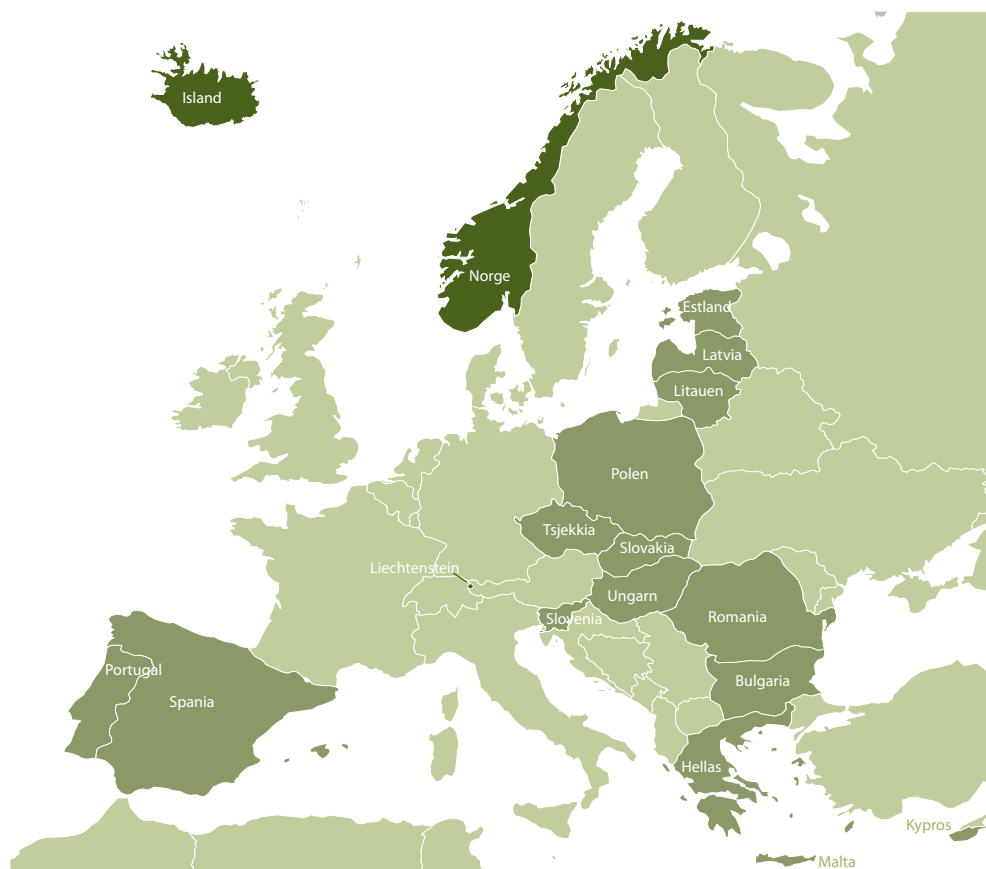 Island
Norge
Estland
Latvia
Litauen
Polen
Tsjekkia
Slovakia
Liechtenstein
Ungarn
Slovenia
Romania
Portugal
Bulgaria
Spania
Hellas
Kypros
Malta